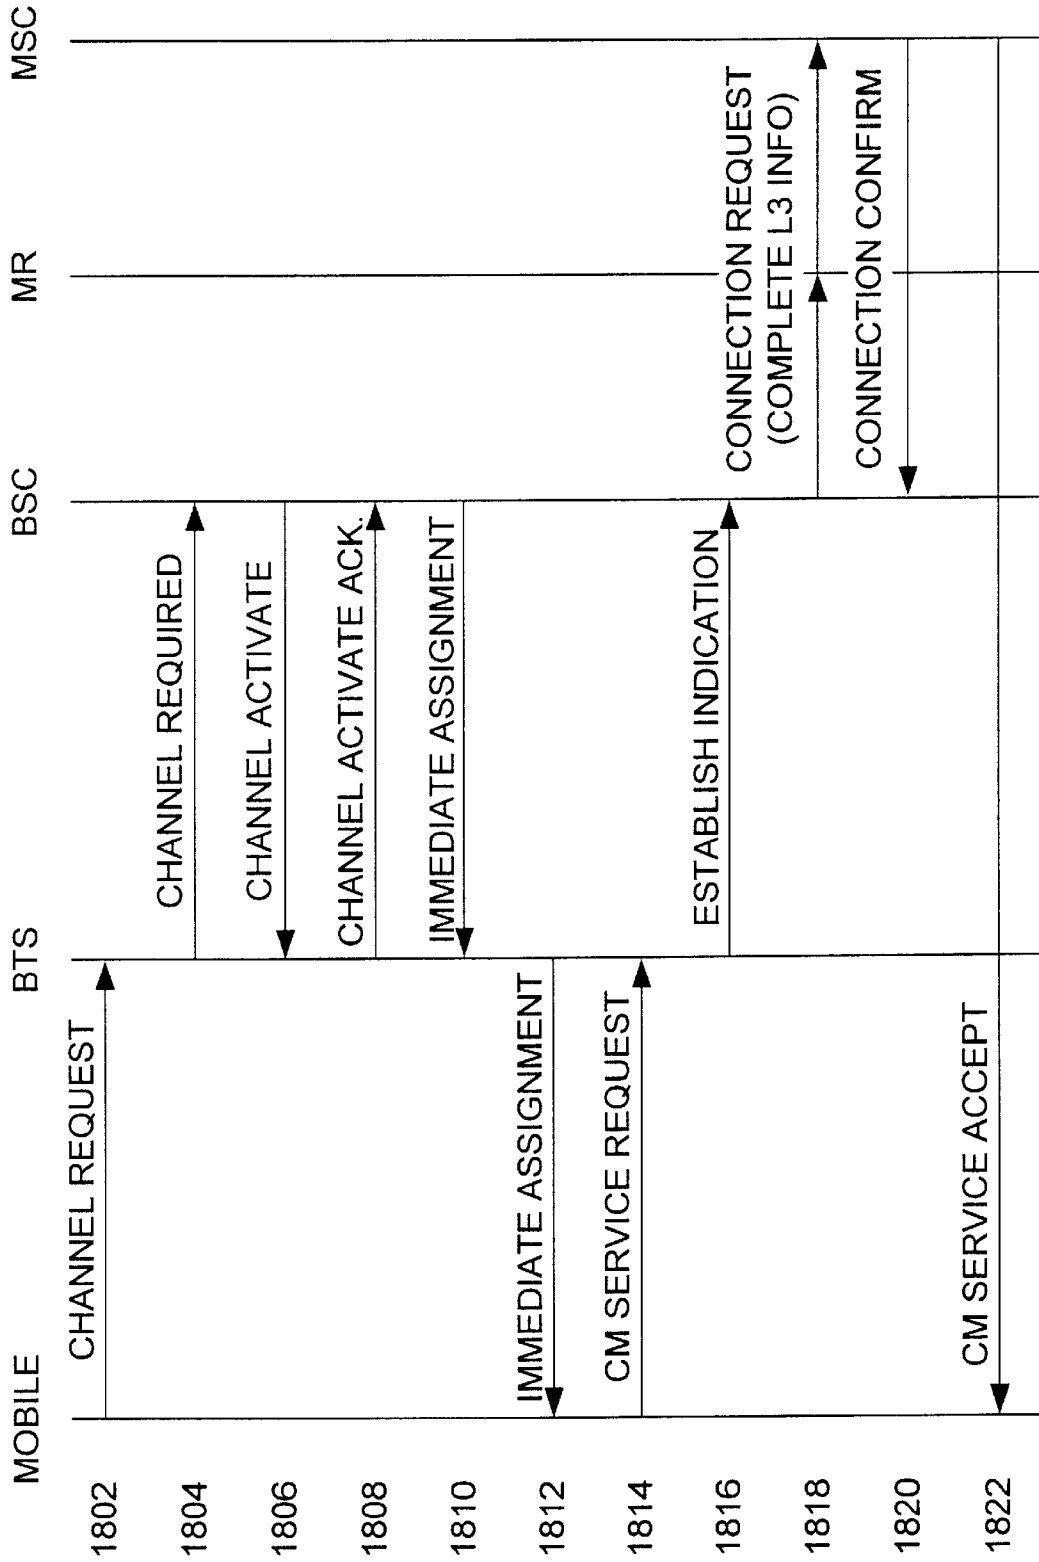 MOBILE
BTS
BSC
MR
MSC
1802
CHANNEL REQUEST
1804
CHANNEL REQUIRED
1806
CHANNEL ACTIVATE
1808
CHANNEL ACTIVATE ACK.
1810
IMMEDIATE ASSIGNMENT
1812
IMMEDIATE ASSIGNMENT
1814
CM SERVICE REQUEST
1816
ESTABLISH INDICATION
1818
CONNECTION REQUEST
(COMPLETE L3 INFO)
1820
CONNECTION CONFIRM
1822
CM SERVICE ACCEPT